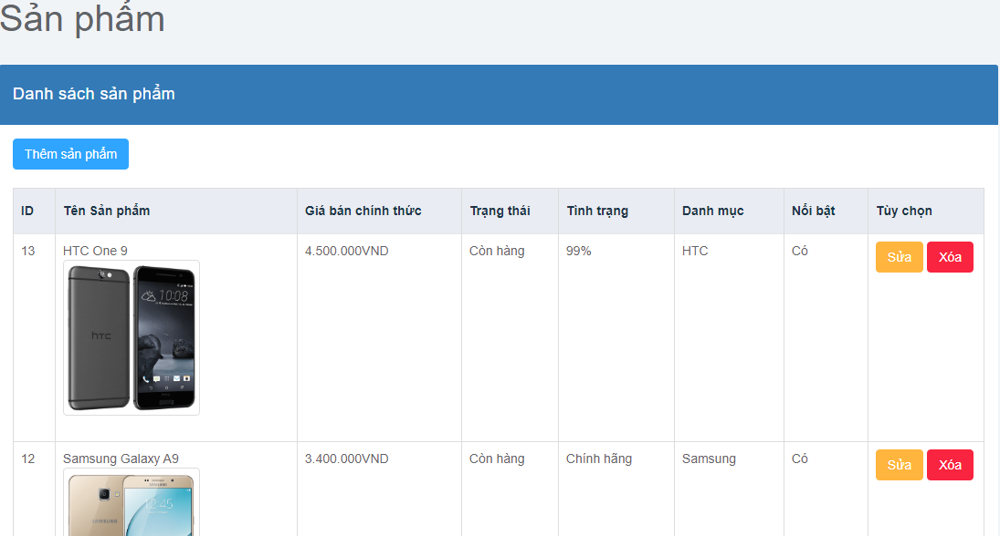 Sản phẩm
Danh sách sản phẩm
Thêm sản phẩm
ID Tên Sản phẩm Giá bán chính thức Trạng thái Tình trạng Danh mục Nổi bật Tùy chọn
13 HTC One 9 4.500.000VND Còn hàng 99% HTC Có Sửa Xóa
10:08
hTC
12 Samsung Galaxy A9 3.400.000VND Còn hàng Chính hãng Samsung Có Sửa Xóa
SAMSUNG
12:45
SAMSUNG